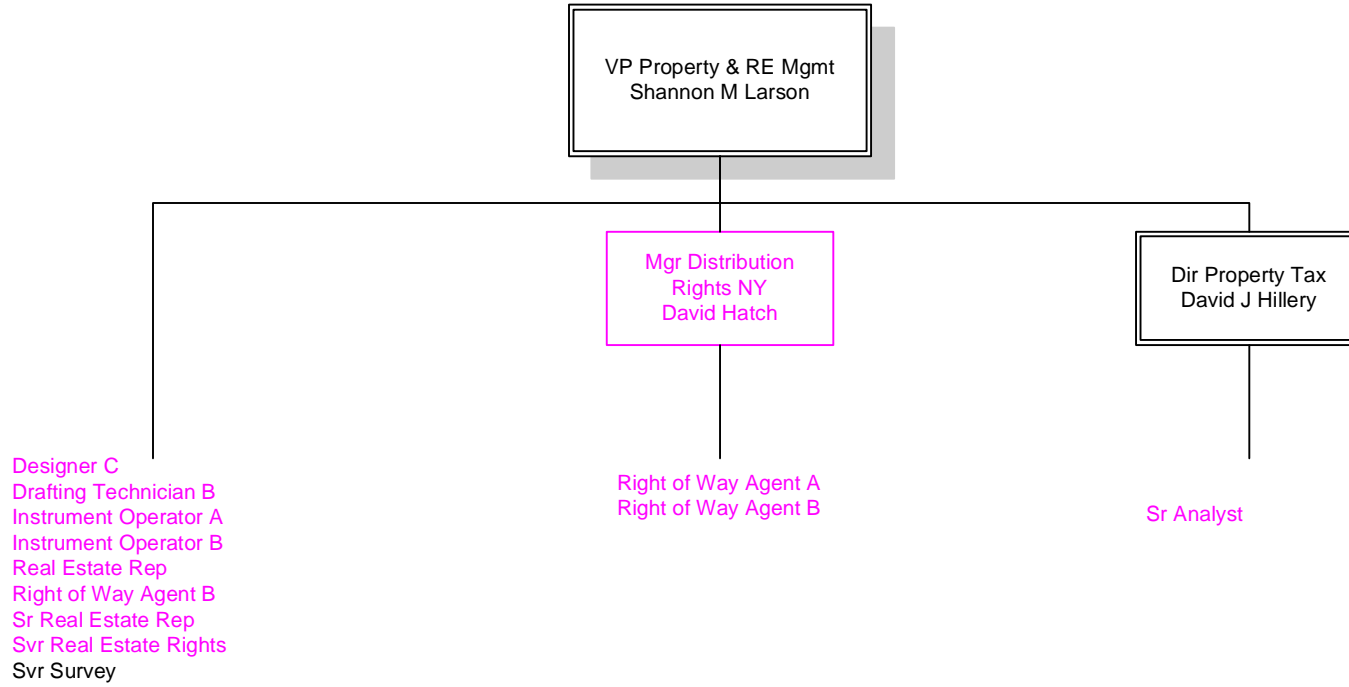 VP Property & RE Mgmt
Shannon M Larson
Mgr Distribution
Rights NY
David Hatch
Dir Property Tax
David J Hillery
Designer C
Drafting Technician B
Instrument Operator A
Instrument Operator B
Real Estate Rep
Right of Way Agent B
Sr Real Estate Rep
Svr Real Estate Rights
Svr Survey
Right of Way Agent A
Right of Way Agent B
Sr Analyst